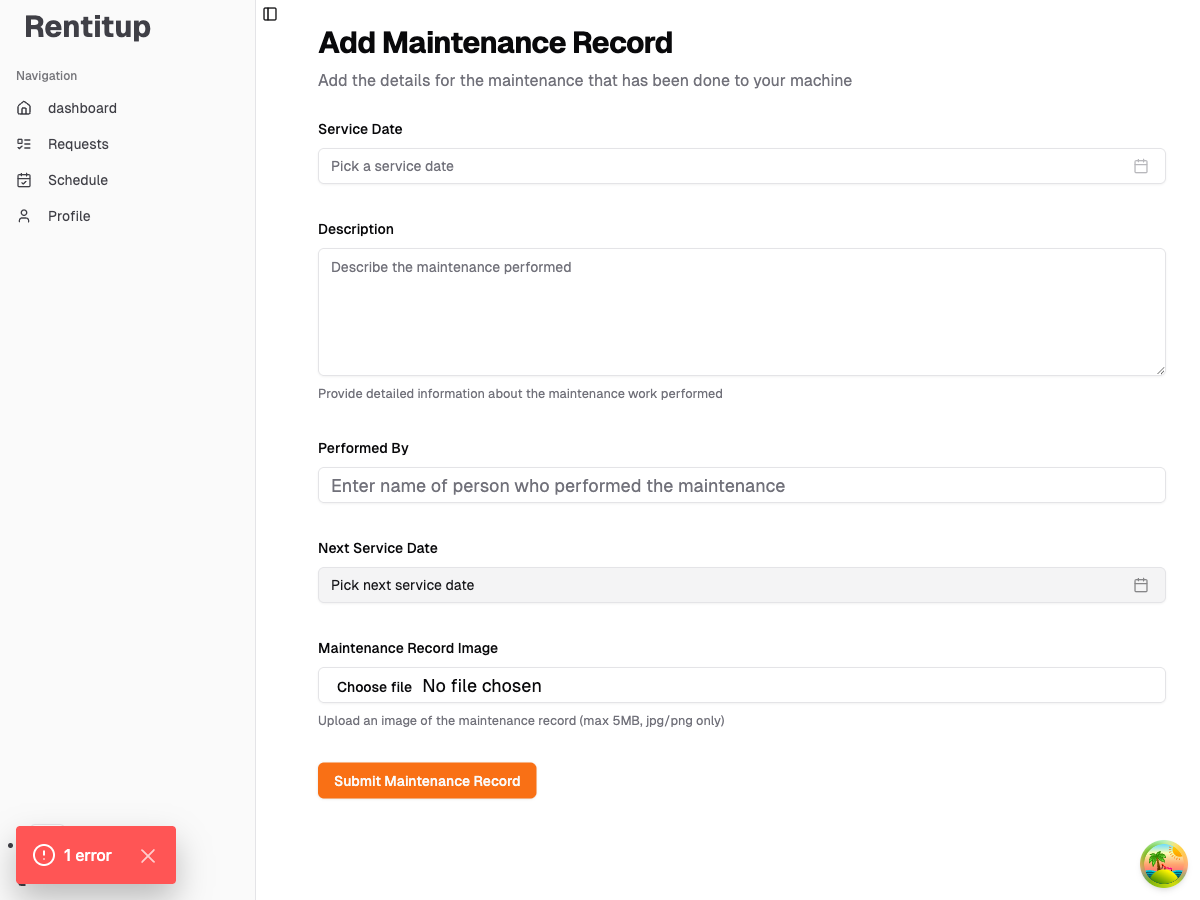 Rentitup
Navigation
dashboard
Requests
Schedule
Profile
Add Maintenance Record
Add the details for the maintenance that has been done to your machine
Service Date
Pick a service date
Description
Describe the maintenance performed
Provide detailed information about the maintenance work performed
Performed By
Enter name of person who performed the maintenance
Next Service Date
Pick next service date
Maintenance Record Image
Choose file No file chosen
Upload an image of the maintenance record (max 5MB, jpg/png only)
Submit Maintenance Record
1 error